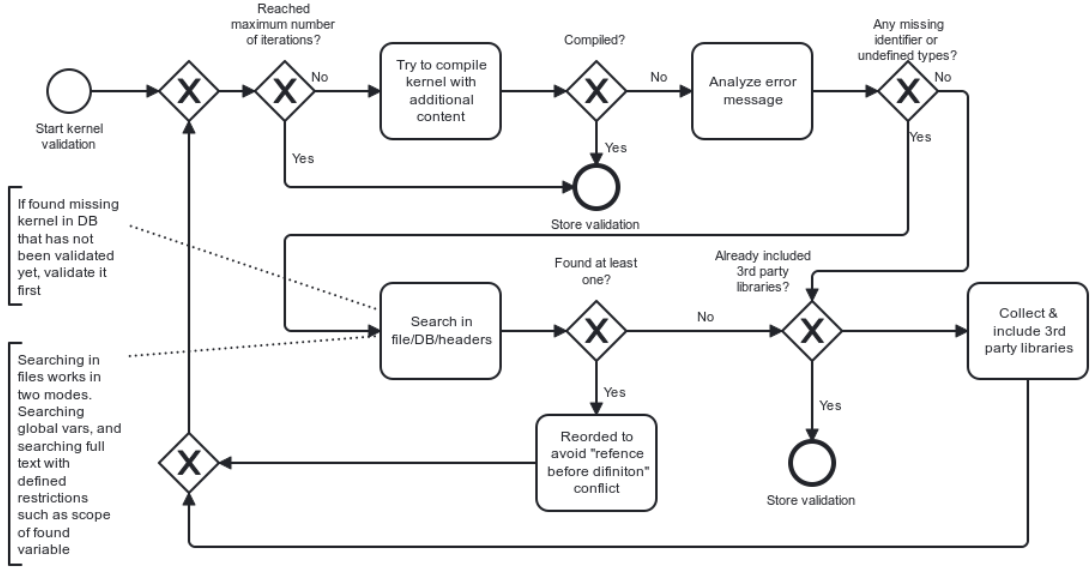 Reached
maximum number
of iterations?
Compiled?
Any missing
identifier or
undefined types?
No
Try to compile
kernel with
additional
content
No
Analyze error
message
No
Start kernel
validation
Yes
Yes
Yes
Store validation
If found missing
kernel in DB
that has not
been validated
yet, validate it
first
Found at least
one?
Already included
3rd party
libraries?
Search in
file/DB/headers
No
Collect &
include 3rd
party libraries
Searching in
files works in
two modes.
Searching
global vars, and
searching full
text with
defined
restrictions
such as scope
of found
variable
Yes
Yes
Reorded to
avoid "refence
before difiniton"
conflict
Store validation